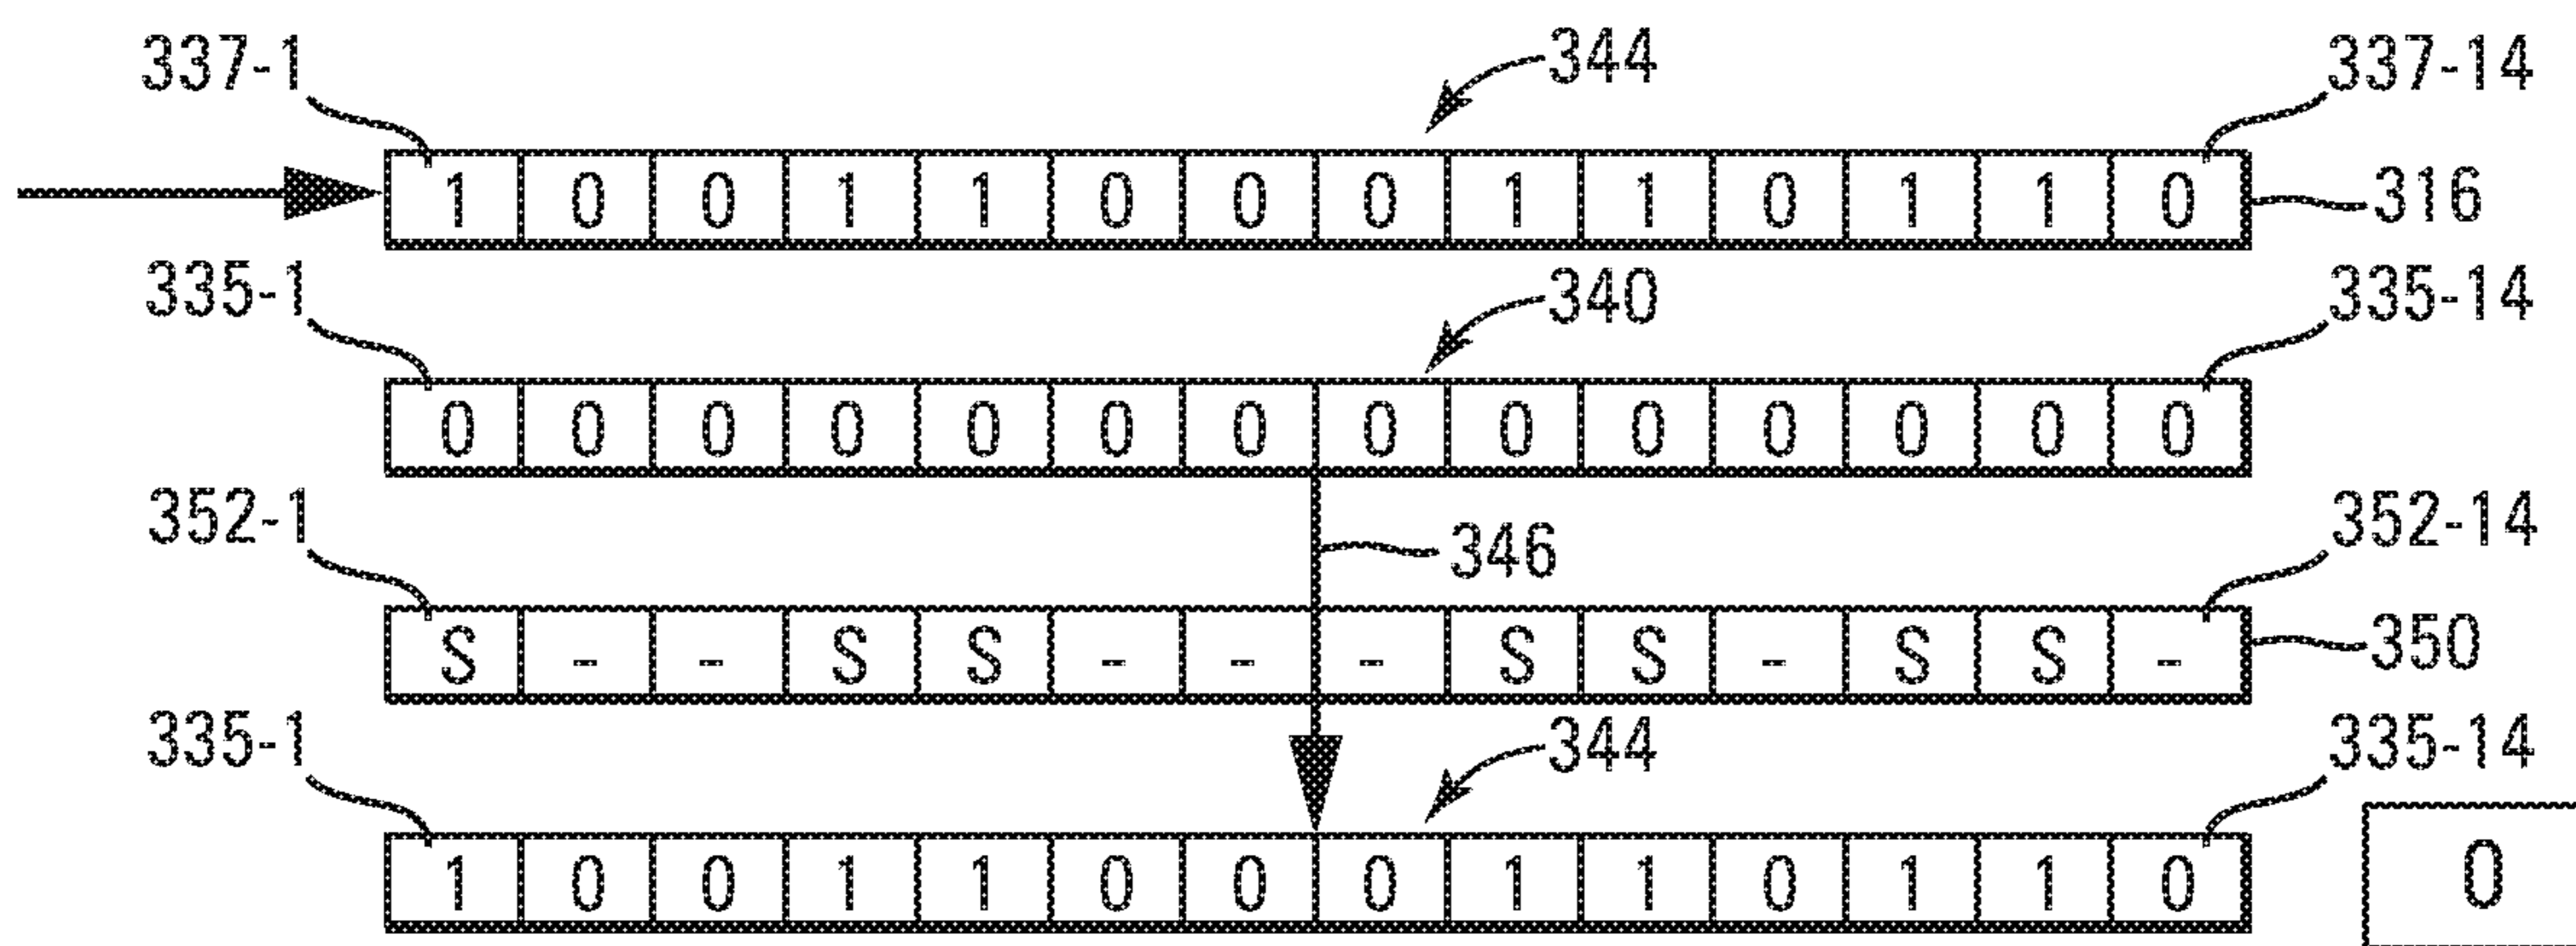 337-1 344 337-14
1 0 0 1 1 0 0 0 1 1 0 1 1 0 316
335-1 340 335-14
0 0 0 0 0 0 0 0 0 0 0 0 0 0
352-1 346 352-14
S - - S S - - - S S - S S - 350
335-1 344 335-14
1 0 0 1 1 0 0 0 1 1 0 1 1 0 0